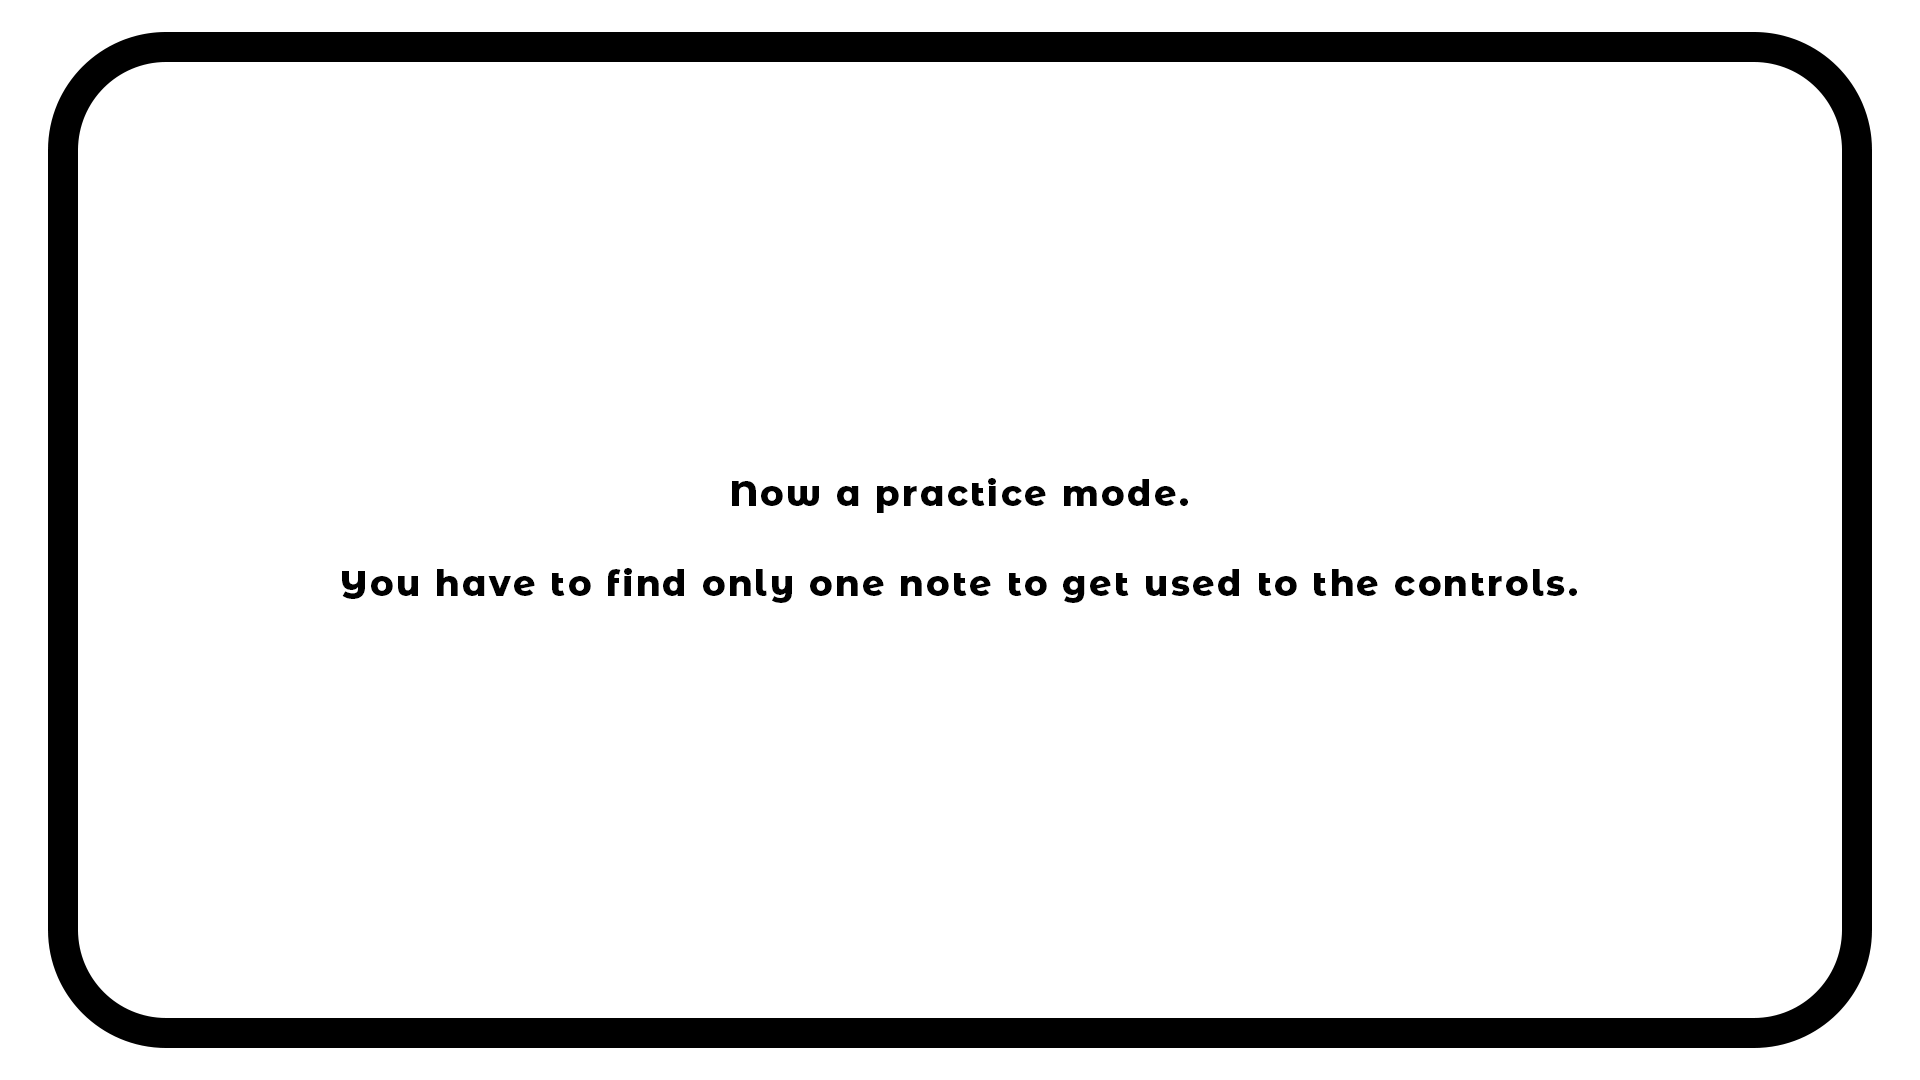 Now a practice mode.
You have to find only one note to get used to the controls.